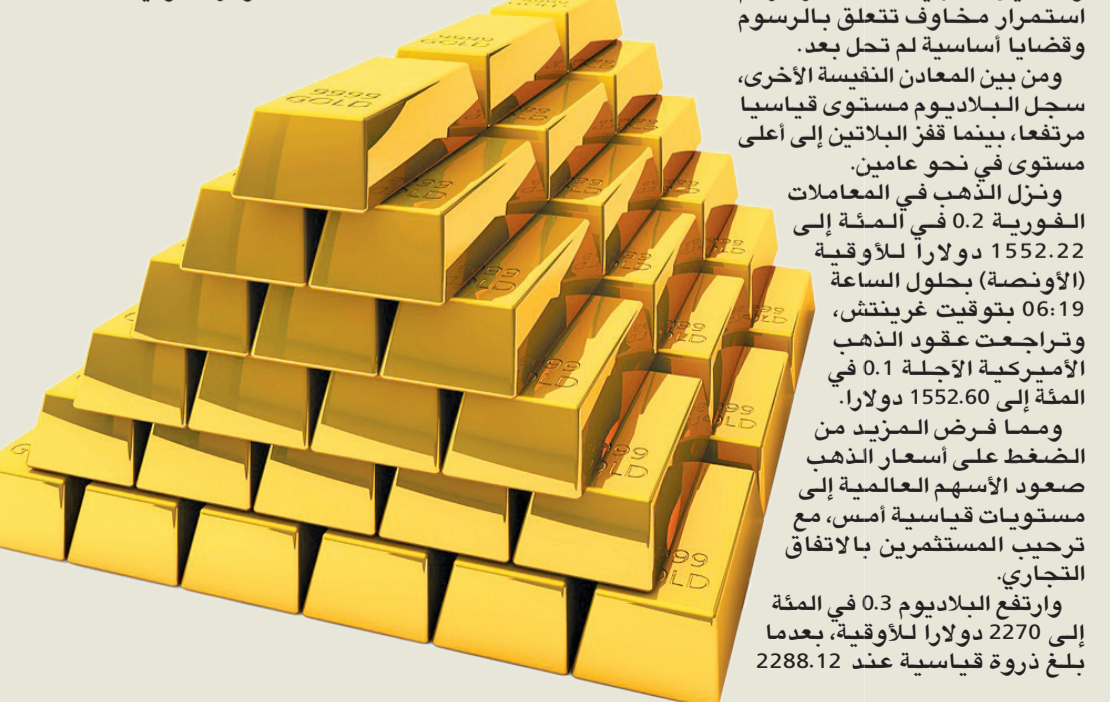 استمرار مخاوف تتعلق بالرسوم
وقضايا أساسية لم تحل بعد.
ومن بين المعادن النفيسة الأخرى،
سجل البلاديوم مستوى قياسيا
مرتفعا، بينما قفز البلاتين إلى أعلى
مستوى في نحو عامين.
ونزل الذهب في المعاملات
الفورية 0.2 في المئة إلى
1552.22 دولارا للأوقية
(الأونصة) بحلول الساعة
06:19 بتوقيت غرينتش،
وتراجعت عقود الذهب
الأميركية الآجلة 0.1 في
المئة إلى 1552.60 دولارا.
ومما فرض المزيد من
الضغط على أسعار الذهب
صعود الأسهم العالمية إلى
مستويات قياسية أمس، مع
ترحيب المستثمرين بالاتفاق
التجاري.
وارتفع البلاديوم 0.3 في المئة
إلى 2270 دولارا للأوقية، بعدما
بلغ ذروة قياسية عند 2288.12
9999
GOLD